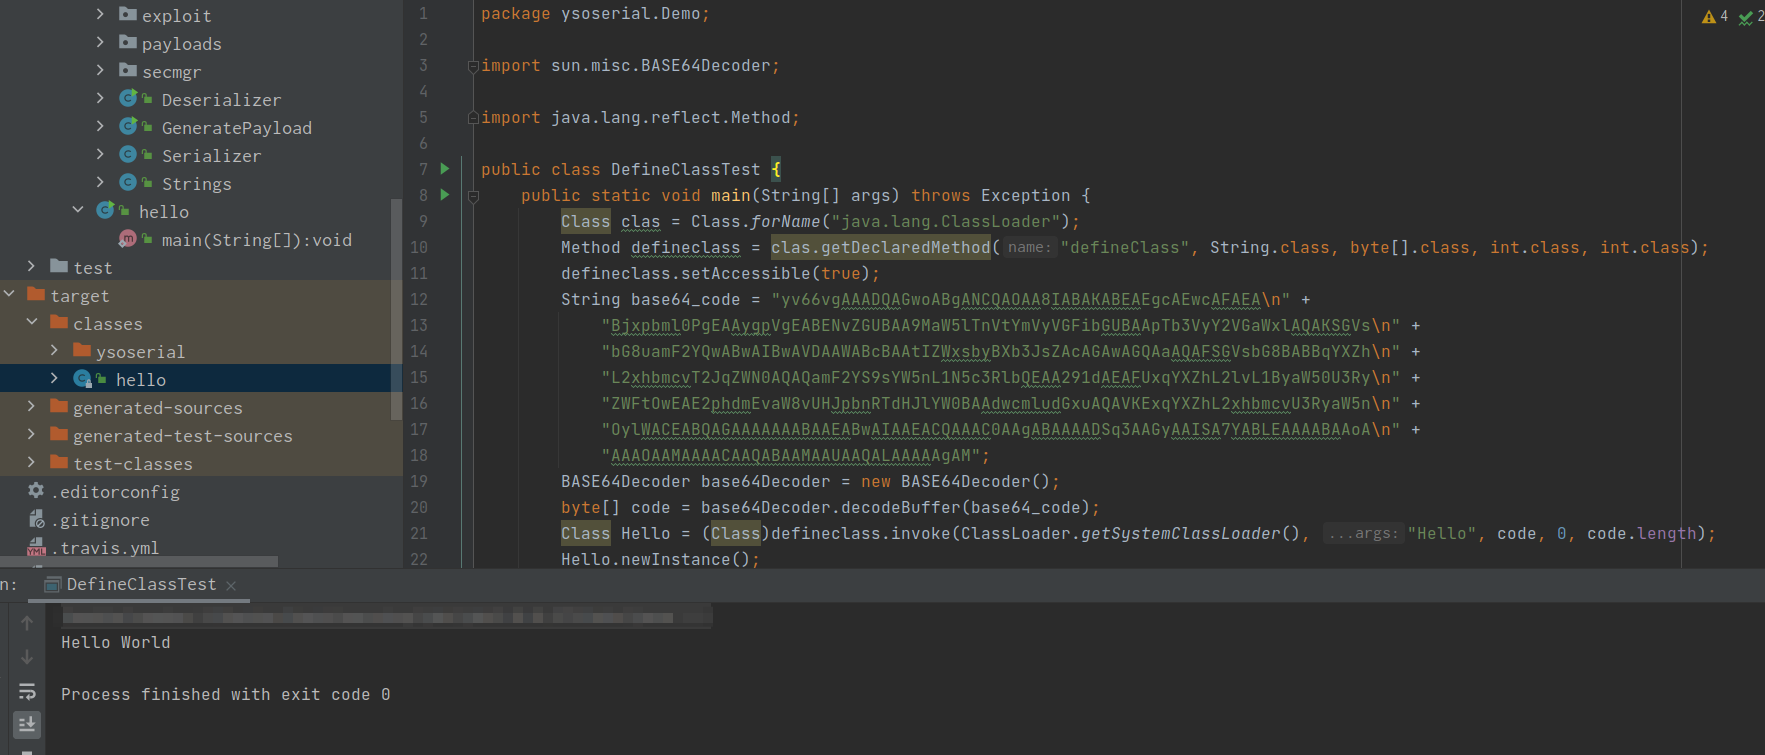 exploit
payloads
secmgr
Deserializer
GeneratePayload
Serializer
Strings
hello
main(String[]):void
test
target
classes
ysoserial
hello
generated-sources
generated-test-sources
test-classes
.editorconfig
.gitignore
.travis.yml
4 2
1 package ysoserial.Demo;
2
3 import sun.misc.BASE64Decoder;
4
5 import java.lang.reflect.Method;
6
7 public class DefineClassTest {
8 public static void main(String[] args) throws Exception {
9 Class clas = Class.forName("java.lang.ClassLoader");
10 Method defineclass = clas.getDeclaredMethod( name: "defineClass", String.class, byte[].class, int.class, int.class);
11 defineclass.setAccessible(true);
12 String base64_code = "yv66vgAAADQAGwoABgANCQAOAA8IABAKABEAEgcAEwcAFAEA\n" +
13 "Bjxpbml0PgEAAygpVgEABENvZGUBAA9MaW5lTnVtYmVyVGFibGUBAApTb3VyY2VGaWxlAQAKSGVs\n" +
14 "bG8uamF2YQwABwAIBwAVDAAWABcBAAtIZWxsbyBXb3JsZAcAGAwAGQAaAQAFSGVsbG8BABBqYXZh\n" +
15 "L2xhbmcvT2JqZWN0AQAQamF2YS9sYW5nL1N5c3RlbQEAA291dAEAFUxqYXZhL2lvL1ByaW50U3Ry\n" +
16 "ZWFtOwEAE2phdmEvaW8vUHJpbnRTdHJlYW0BAAdwcmludGxuAQAVKExqYXZhL2xhbmcvU3RyaW5n\n" +
17 "OylWACEABQAGAAAAAAABAAEABwAIAAEACQAAAC0AAgABAAAADSq3AAGyAAISA7YABLEAAAABAAoA\n" +
18 "AAAOAAMAAAACAAQABAAMAAUAAQALAAAAAgAM";
19 BASE64Decoder base64Decoder = new BASE64Decoder();
20 byte[] code = base64Decoder.decodeBuffer(base64_code);
21 Class Hello = (Class)defineclass.invoke(ClassLoader.getSystemClassLoader(), ...args: "Hello", code, 0, code.length);
22 Hello.newInstance();
n: DefineClassTest
Hello World
Process finished with exit code 0